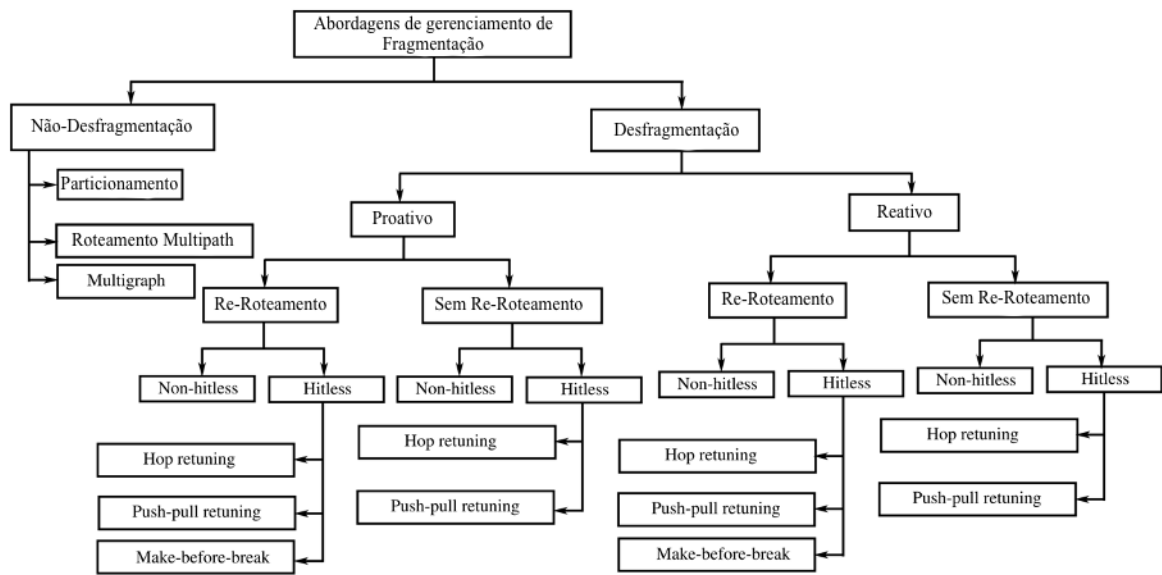 Abordagens de gerenciamento de
Fragmentação
Não-Desfragmentação
Desfragmentação
Particionamento
Roteamento Multipath
Multigraph
Proativo
Reativo
Re-Roteamento
Sem Re-Roteamento
Re-Roteamento
Sem Re-Roteamento
Non-hitless
Hitless
Non-hitless
Hitless
Non-hitless
Hitless
Non-hitless
Hitless
Hop retuning
Push-pull retuning
Make-before-break
Hop retuning
Push-pull retuning
Hop retuning
Push-pull retuning
Make-before-break
Hop retuning
Push-pull retuning